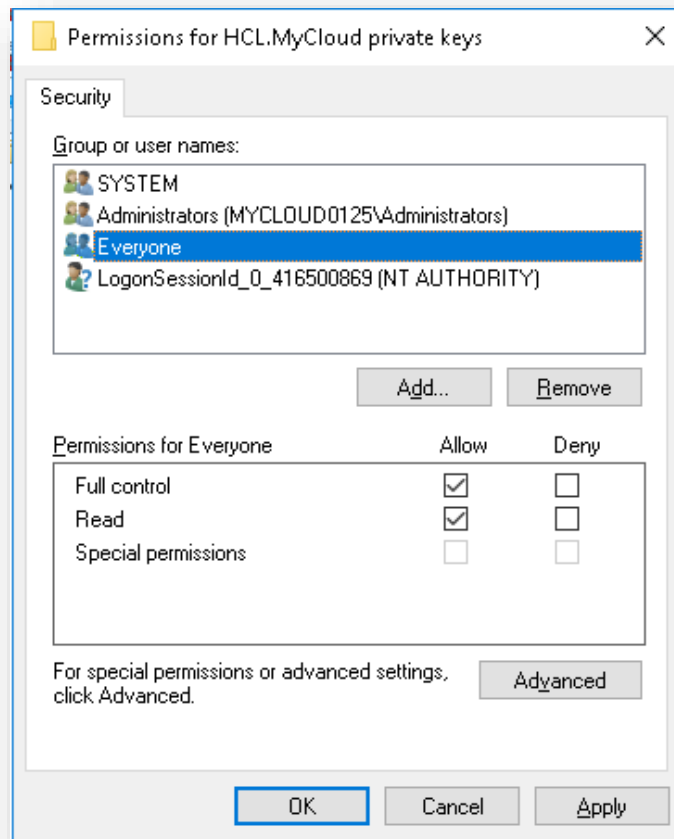 Permissions for HCL.MyCloud private keys
Security
Group or user names:
SYSTEM
Administrators (MYCLOUD0125\Administrators)
Everyone
LogonSessionId_0_416500869 (NT AUTHORITY)
Add... Remove
Permissions for Everyone Allow Deny
Full control
Read
Special permissions
For special permissions or advanced settings,
click Advanced.
Advanced
OK Cancel Apply